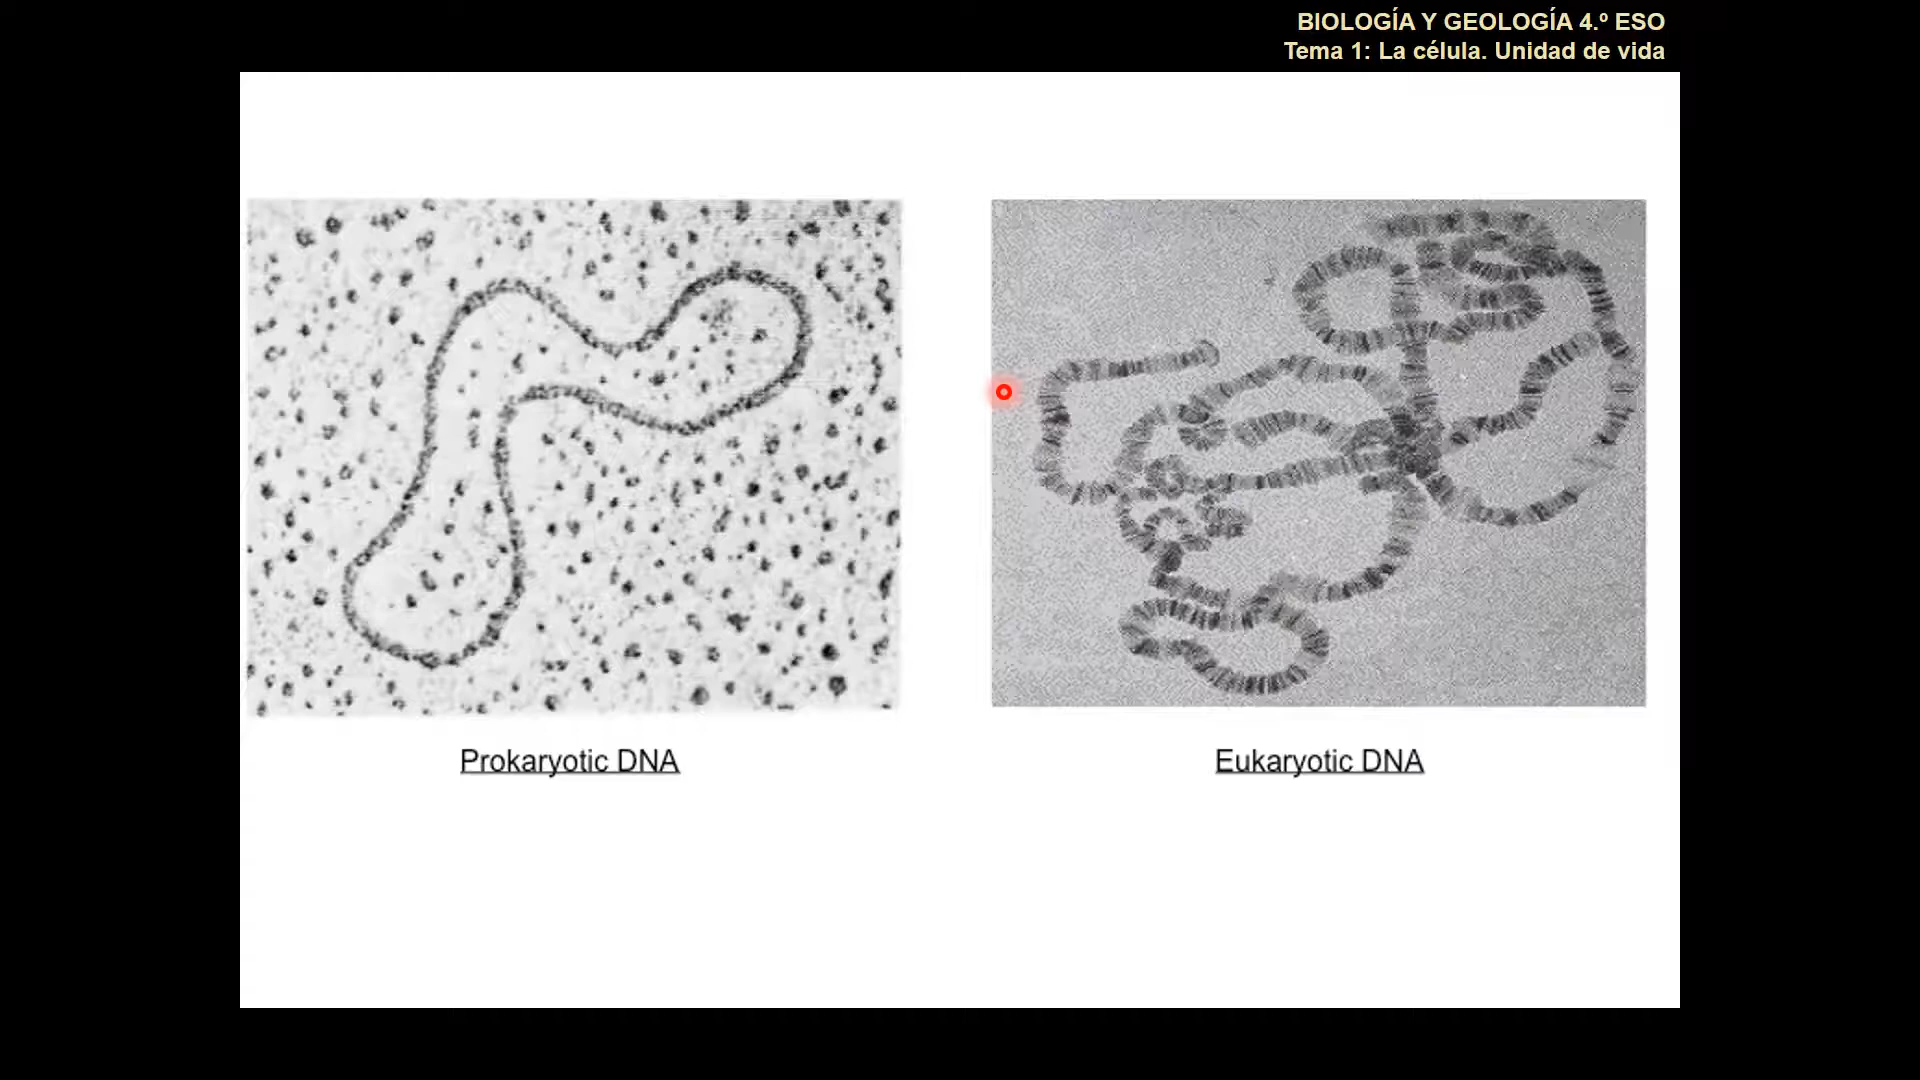 BIOLOGÍA Y GEOLOGÍA 4.º ESO
Tema 1: La célula. Unidad de vida
Prokaryotic DNA
Eukaryotic DNA